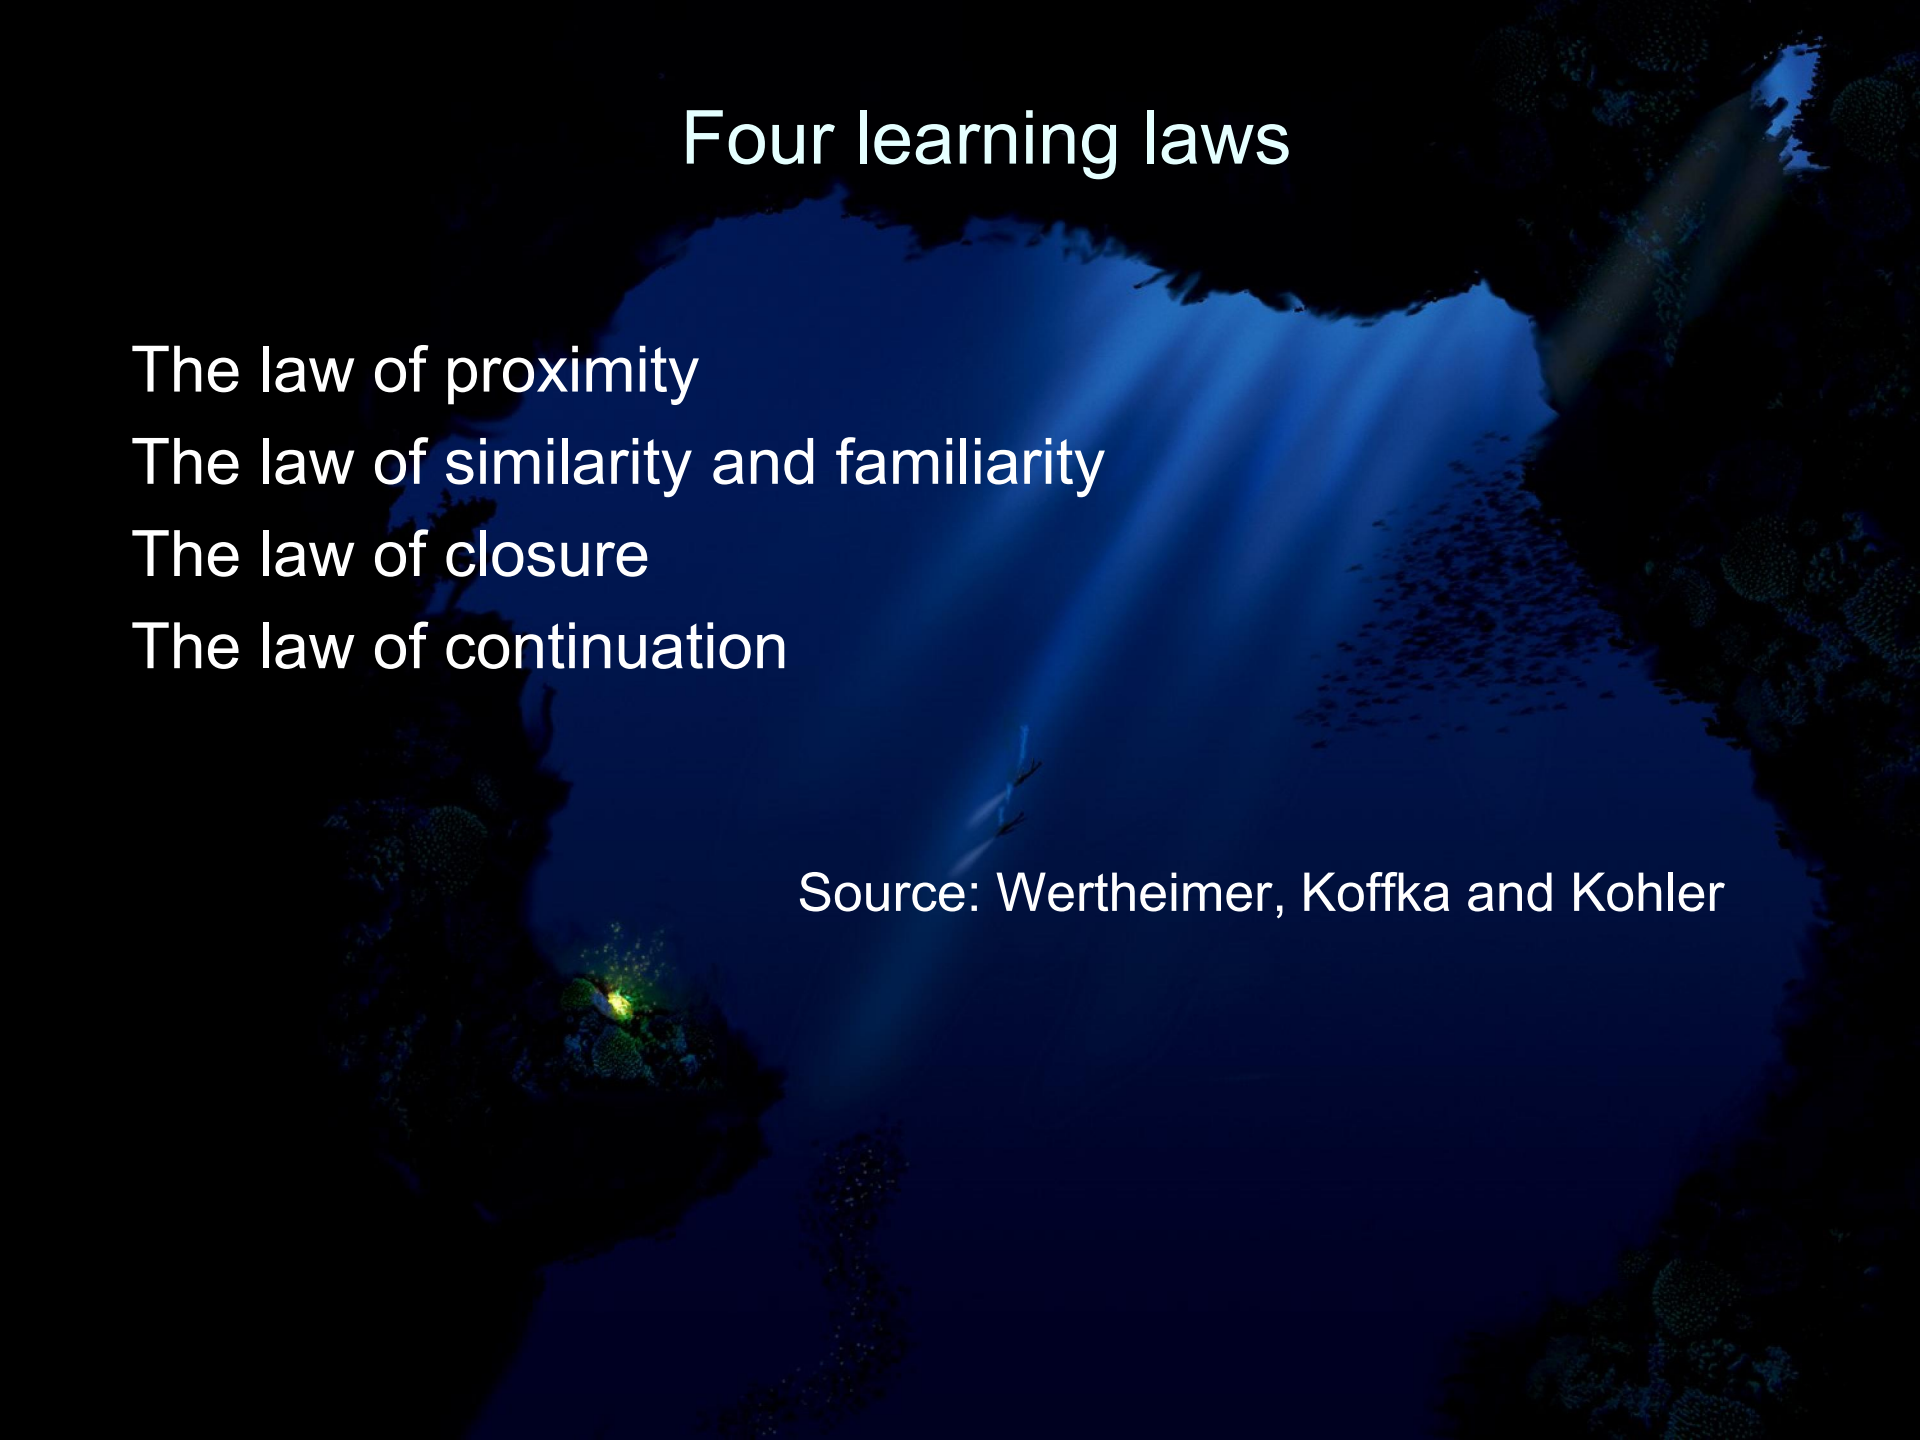 Four learning laws
The law of proximity
The law of similarity and familiarity
The law of closure
The law of continuation
Source: Wertheimer, Koffka and Kohler